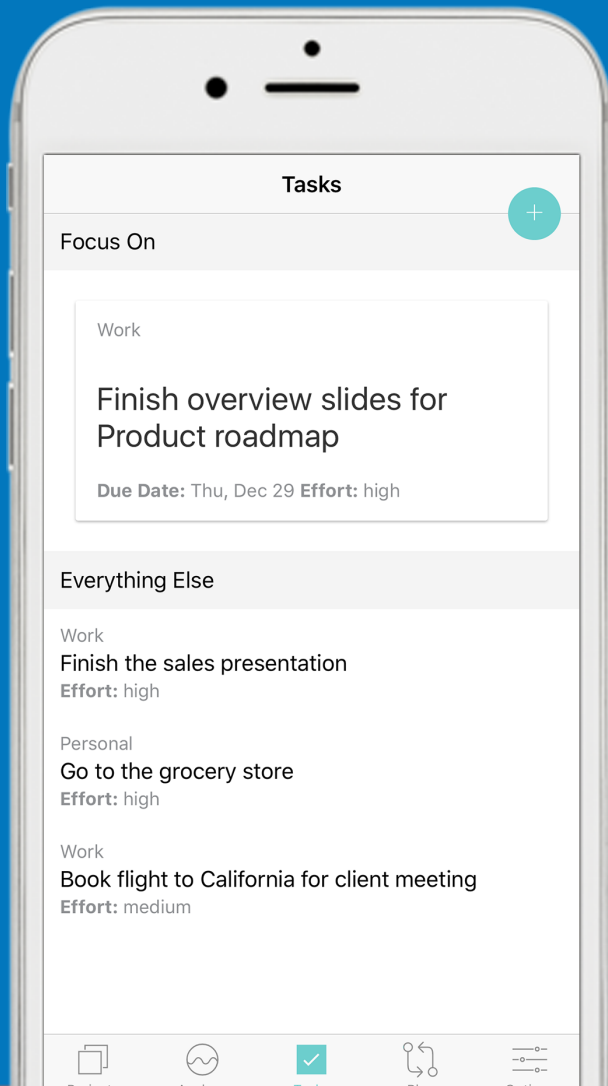 Tasks
+
Focus On
Work
Finish overview slides for
Product roadmap
Due Date: Thu, Dec 29 Effort: high
Everything Else
Work
Finish the sales presentation
Effort: high
Personal
Go to the grocery store
Effort: high
Work
Book flight to California for client meeting
Effort: medium